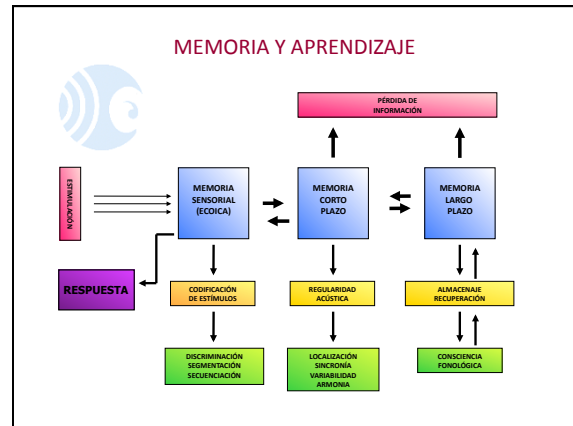 MEMORIA Y APRENDIZAJE
PÉRDIDA DE
INFORMACIÓN
ESTIMULACIÓN
MEMORIA
SENSORIAL
(ECOICA)
MEMORIA
CORTO
PLAZO
MEMORIA
LARGO
PLAZO
RESPUESTA
CODIFICACIÓN
DE ESTÍMULOS
REGULARIDAD
ACÚSTICA
ALMACENAJE
RECUPERACIÓN
DISCRIMINACIÓN
SEGMENTACIÓN
SECUENCIACIÓN
LOCALIZACIÓN
SINCRONÍA
VARIABILIDAD
ARMONIA
CONSCIENCIA
FONOLÓGICA